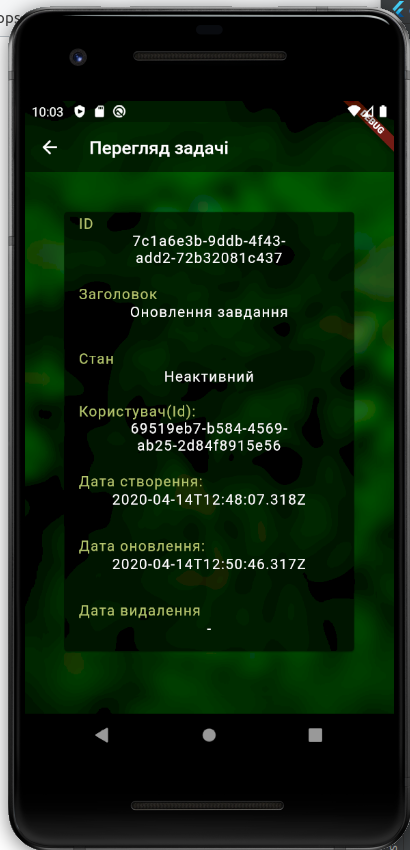 ops
10:03
DEBUG
Перегляд задачі
ID
7c1a6e3b-9ddb-4f43-
add2-72b32081c437
Заголовок
Оновлення завдання
Стан
Неактивний
Користувач(Id):
69519eb7-b584-4569-
ab25-2d84f8915e56
Дата створення:
2020-04-14T12:48:07.318Z
Дата оновлення:
2020-04-14T12:50:46.317Z
Дата видалення
-